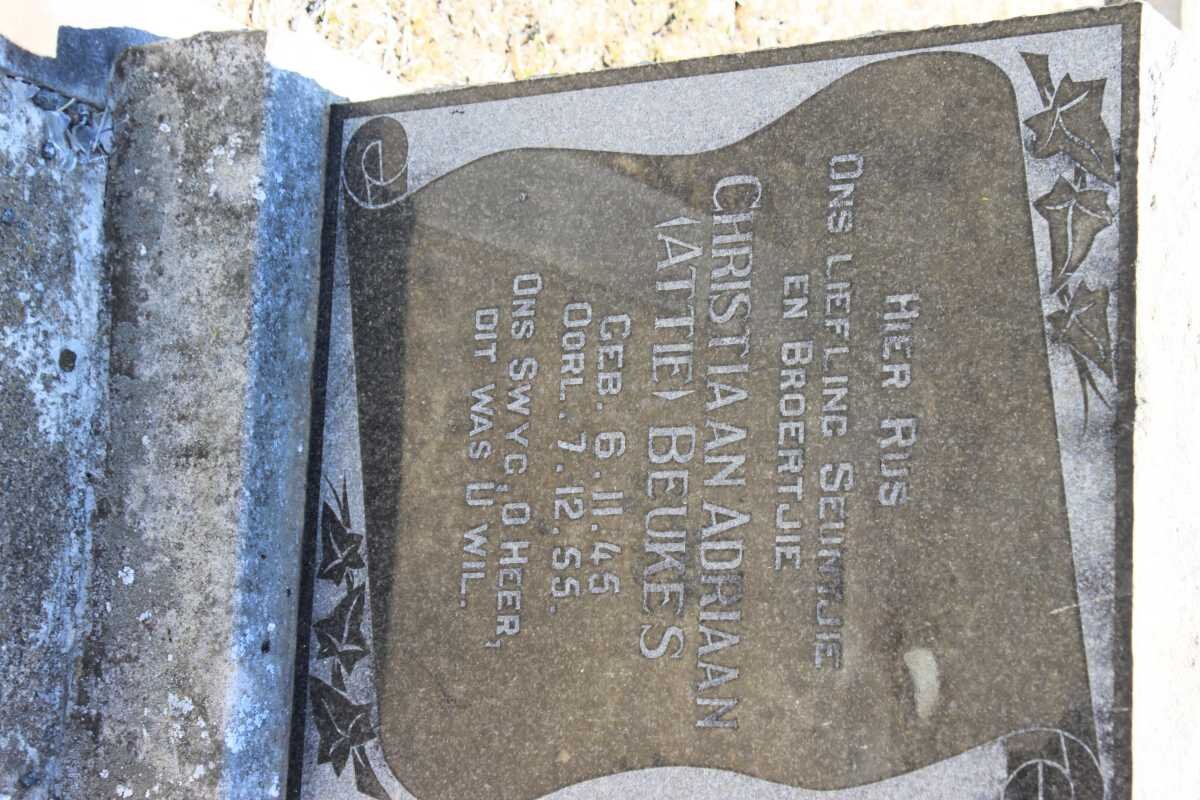 HIER RUS
ONS LIEFLING SEUNTJIE
EN BROERTJIE
CHRISTIAAN ADRIAAN
(ATTIE) BEUKES
GEB. 6.11.45
OORL. 7.12.55.
ONS SWYG, O HEER,
DIT WAS U WIL.